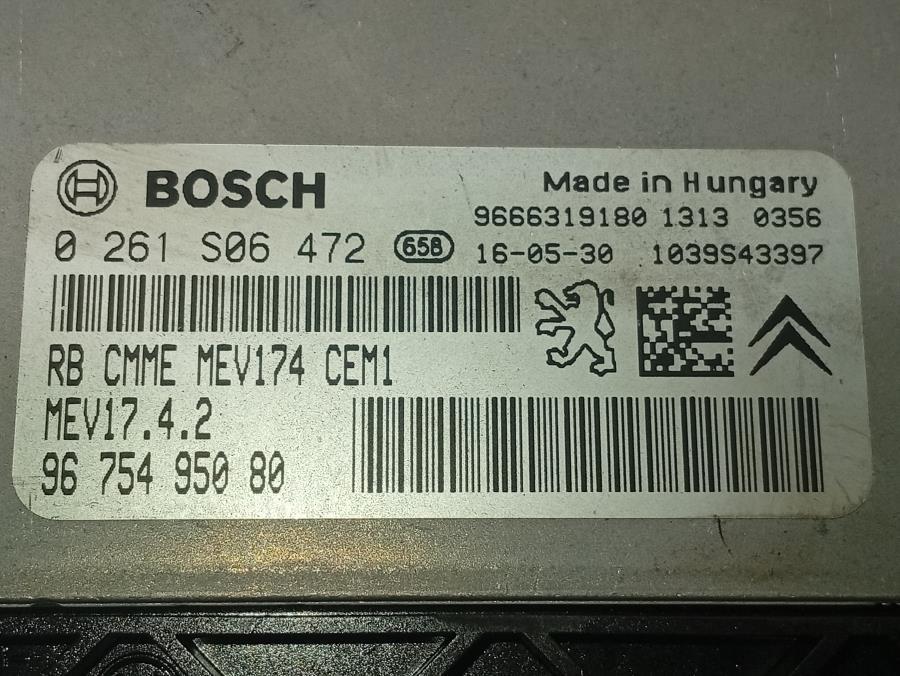 BOSCH
Made in Hungary
9666319180 1313 0356
0 261 S06 472 658 16-05-30 1039S43397
RB CMME MEV174 CEM1
MEV17.4.2
96 754 950 80